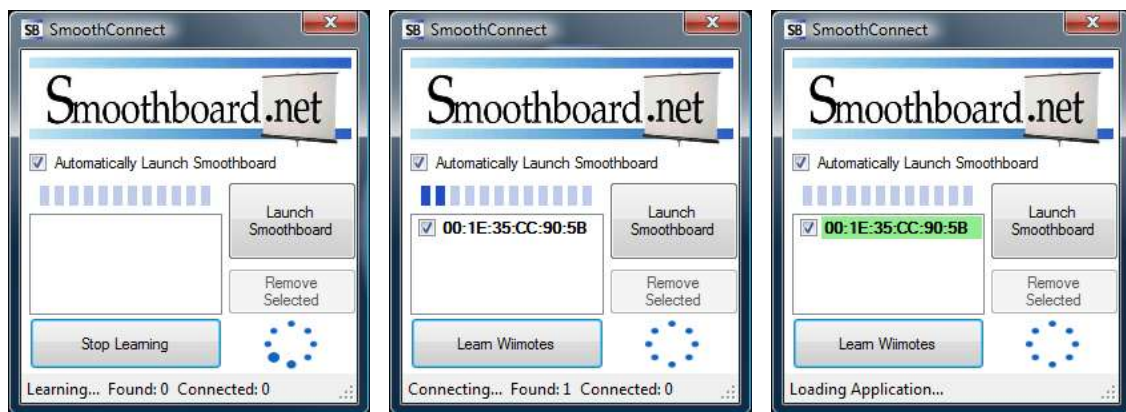 SB SmoothConnect
Smoothboard.net
Automatically Launch Smoothboard
Launch
Smoothboard
Remove
Selected
Stop Learning
Learning... Found: 0 Connected: 0
SB SmoothConnect
Smoothboard.net
Automatically Launch Smoothboard
00:1E:35:CC:90:5B
Launch
Smoothboard
Remove
Selected
Learn Wiimotes
Connecting... Found: 1 Connected: 0
SB SmoothConnect
Smoothboard.net
Automatically Launch Smoothboard
00:1E:35:CC:90:5B
Launch
Smoothboard
Remove
Selected
Learn Wiimotes
Loading Application...